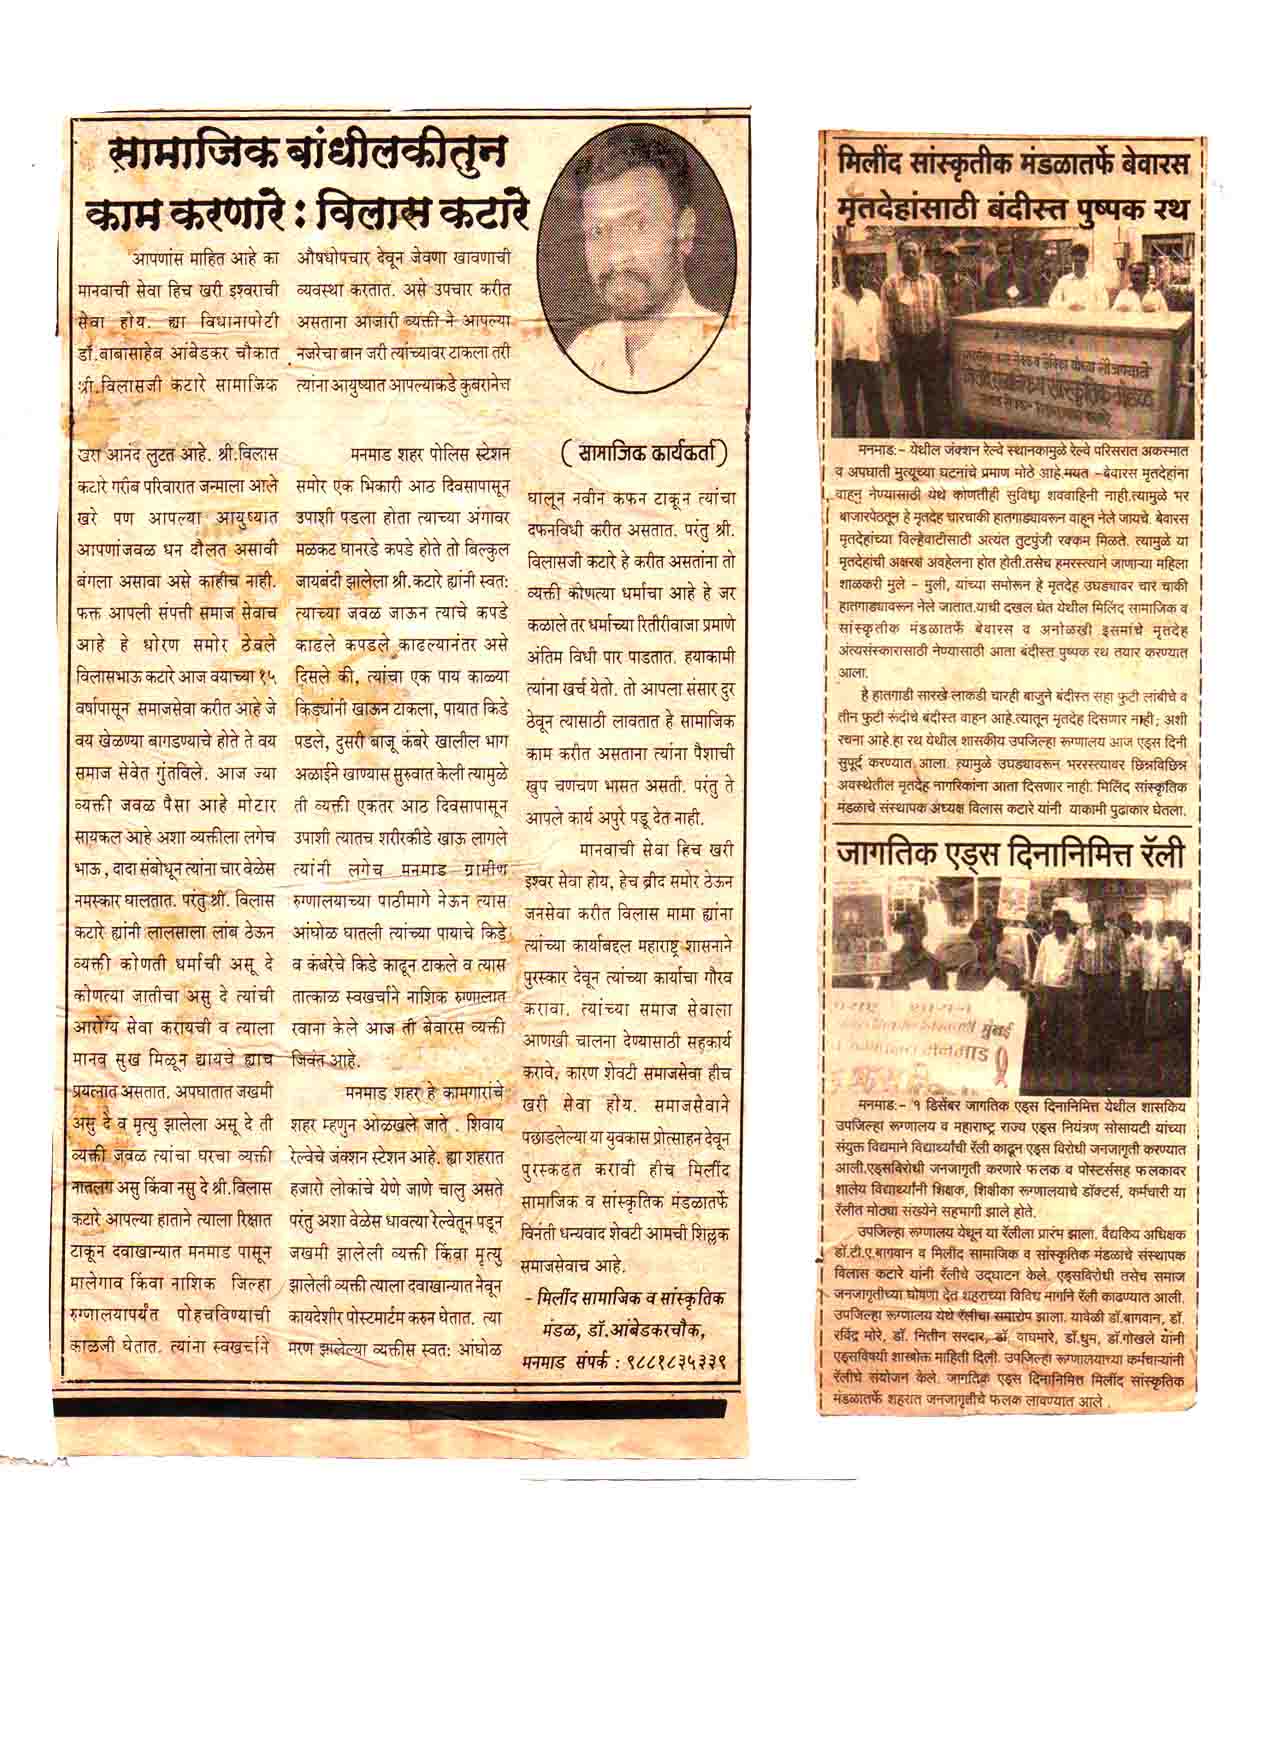 सामाजिक बांधीलकीतुन
काम करणारे : विलास कटारे
आपणांस माहित आहे का
मानवाची सेवा हिच खरी इश्वराची
सेवा होय. ह्या विधानापोटी
डॉ.बाबासाहेब आंबेडकर चौकात
श्री.विलासजी कटारे सामाजिक
औषधोपचार देवून जेवणा खावणाची
व्यवस्था करतात. असे उपचार करीत
असताना आजारी व्यक्ती ने आपल्या
नजरेचा बान जरी त्यांच्यावर टाकला तरी
त्यांना आयुष्यात आपल्याकडे कुबरानेच
खरा आनंद लुटत आहे. श्री.विलास
कटारे गरीब परिवारात जन्माला आले
खरे पण आपल्या आयुष्यात
आपणांजवळ धन दौलत असावी
बंगला असावा असे काहीच नाही.
फक्त आपली संपत्ती समाज सेवाच
आहे हे धोरण समोर ठेवले
विलासभाऊ कटारे आज वयाच्या १५
वर्षापासून समाजसेवा करीत आहे जे
वय खेळण्या बागडण्याचे होते ते वय
समाज सेवेत गुंतविले. आज ज्या
व्यक्ती जवळ पैसा आहे मोटार
सायकल आहे अशा व्यक्तीला लगेच
भाऊ, दादा संबोधून त्यांना चार वेळेस
नमस्कार घालतात. परंतु श्री. विलास
कटारे ह्यांनी लालसाला लांब ठेऊन
व्यक्ती कोणती धर्माची असू दे
कोणत्या जातीचा असु दे त्यांची
आरोग्य सेवा करायची व त्याला
मानव सुख मिळून द्यायचे ह्याच
प्रयत्नात असतात. अपघातात जखमी
असु दे व मृत्यु झालेला असू दे ती
व्यक्ती जवळ त्यांचा घरचा व्यक्ती
नातलग असु किंवा नसु दे श्री.विलास
कटारे आपल्या हाताने त्याला रिक्षात
टाकून दवाखान्यात मनमाड पासून
मालेगाव किंवा नाशिक जिल्हा
रुग्णालयापर्यंत पोहचविण्याची
काळजी घेतात. त्यांना स्वखर्चाने
मनमाड शहर पोलिस स्टेशन
समोर एक भिकारी आठ दिवसापासून
उपाशी पडला होता त्याच्या अंगावर
मळकट घानरडे कपडे होते तो बिल्कुल
जायबंदी झालेला श्री.कटारे ह्यांनी स्वतः
त्याच्या जवळ जाऊन त्याचे कपडे
काढले कपडले काढल्यानंतर असे
दिसले की, त्यांचा एक पाय काळ्या
किड्यांनी खाऊन टाकला, पायात किडे
पडले, दुसरी बाजू कंबरे खालील भाग
अळाईने खाण्यास सुरुवात केली त्यामुळे
ती व्यक्ती एकतर आठ दिवसापासून
उपाशी त्यातच शरीरकीडे खाऊ लागले
त्यांनी लगेच मनमाड ग्रामीण
रुग्णालयाच्या पाठीमागे नेऊन त्यास
आंघोळ घातली त्यांच्या पायाचे किडे
व कंबरेचे किडे काढून टाकले व त्यास
तात्काळ स्वखर्चाने नाशिक रुग्णालात
रवाना केले आज ती बेवारस व्यक्ती
जिवंत आहे.
मनमाड शहर हे कामगारांचे
शहर म्हणुन ओळखले जाते . शिवाय
रेल्वेचे जंक्शन स्टेशन आहे. ह्या शहरात
हजारो लोकांचे येणे जाणे चालु असते
परंतु अशा वेळेस धावत्या रेल्वेतून पडून
जखमी झालेली व्यक्ती किंवा मृत्यु
झालेली व्यक्ती त्याला दवाखान्यात नेवून
कायदेशीर पोस्टमार्टम करुन घेतात. त्या
मरण झालेल्या व्यक्तीस स्वतः आंघोळ
( सामाजिक कार्यकर्ता )
घालून नवीन कफन टाकून त्यांचा
दफनविधी करीत असतात. परंतु श्री.
विलासजी कटारे हे करीत असतांना तो
व्यक्ती कोणत्या धर्माचा आहे हे जर
कळाले तर धर्माच्या रितीरीवाजा प्रमाणे
अंतिम विधी पार पाडतात. हयाकामी
त्यांना खर्च येतो. तो आपला संसार दुर
ठेवून त्यासाठी लावतात हे सामाजिक
काम करीत असताना त्यांना पैशाची
खुप चणचण भासत असती. परंतु ते
आपले कार्य अपुरे पडू देत नाही.
मानवाची सेवा हिच खरी
इश्वर सेवा होय, हेच ब्रीद समोर ठेऊन
जनसेवा करीत विलास मामा ह्यांना
त्यांच्या कार्याबद्दल महाराष्ट्र शासनाने
पुरस्कार देवून त्यांच्या कार्याचा गौरव
करावा. त्यांच्या समाज सेवाला
आणखी चालना देण्यासाठी सहकार्य
करावे, कारण शेवटी समाजसेवा हीच
खरी सेवा होय. समाजसेवाने
पछाडलेल्या या युवकास प्रोत्साहन देवून
पुरस्कढत करावी हीच मिलींद
सामाजिक व सांस्कृतिक मंडळातर्फे
विनंती धन्यवाद शेवटी आमची शिल्लक
समाजसेवाच आहे.
- मिलींद सामाजिक व सांस्कृतिक
मंडळ, डॉ.आंबेडकरचौक,
मनमाड संपर्क : ९८८१८३५३३९
मिलींद सांस्कृतीक मंडळातर्फे बेवारस
मृतदेहांसाठी बंदीस्त पुष्पक रथ
मनमाड:- येथील जंक्शन रेल्वे स्थानकामुळे रेल्वे परिसरात अकस्मात
व अपघाती मुत्यूच्या घटनांचे प्रमाण मोठे आहे.मयत -बेवारस मृतदेहांना
वाहून नेण्यासाठी येथे कोणतीही सुविधा शववाहिनी नाही.त्यामुळे भर
बाजारपेठतून हे मृतदेह चारचाकी हातगाड्यावरून वाहून नेले जायचे. बेवारस
मृतदेहांच्या विल्हेवाटीसाठी अत्यंत तुटपुंजी रक्कम मिळते. त्यामुळे या
मृतदेहांची अक्षरक्षः अवहेलना होत होती.तसेच हमरस्त्याने जाणाऱ्या महिला
शाळकरी मुले - मुली, यांच्या समोरून हे मृतदेह उघड्यावर चार चाकी
हातगाड्यावरून नेले जातात.याची दखल घेत येथील मिलिंद सामाजिक व
सांस्कृतीक मंडळातर्फे बेवारस व अनोळखी इसमांचे मृतदेह
अंत्यसंस्कारासाठी नेण्यासाठी आता बंदीस्त पुष्पक रथ तयार करण्यात
आला.
हे हातगाडी सारखे लाकडी चारही बाजुने बंदीस्त सहा फुटी लांबीचे व
तीन फुटी रूंदीचे बंदीस्त वाहन आहे.त्यातून मृतदेह दिसणार नाही; अशी
रचना आहे.हा रथ येथील शासकीय उपजिल्हा रूग्णालय आज एड्स दिनी
सुपूर्द करण्यात आला. त्यामुळे उघड्यावरून भररस्त्यावर छिन्नविछिन्न
अवस्थेतील मृतदेह नागरिकांना आता दिसणार नाही. मिलिंद सांस्कृतिक
मंडळाचे संस्थापक अध्यक्ष विलास कटारे यांनी याकामी पुढाकार घेतला.
जागतिक एड्स दिनानिमित्त रॅली
मुंबई
मनमाड
मनमाड:- १ डिसेंबर जागतिक एड्स दिनानिमित्त येथील शासकिय
उपजिल्हा रूग्णालय व महाराष्ट्र राज्य एड्स नियंत्रण सोसायटी यांच्या
संयुक्त विद्यमाने विद्यार्थ्यांची रॅली काढून एड्स विरोधी जनजागृती करण्यात
आली.एड्सविरोधी जनजागृती करणारे फलक व पोस्टर्ससह फलकावर
शालेय विद्यार्थ्यांनी शिक्षक, शिक्षीका रूग्णालयाचे डॉक्टर्स, कर्मचारी या
रॅलीत मोठ्या संख्येने सहभागी झाले होते.
उपजिल्हा रूग्णालय येथून या रॅलीला प्रारंभ झाला. वैद्यकिय अधिक्षक
डॉ.टी.ए.बागवान व मिलींद सामाजिक व सांस्कृतिक मंडळाचे संस्थापक
विलास कटारे यांनी रॅलीचे उद्घाटन केले. एड्सविरोधी तसेच समाज
जनजागृतीच्या घोषणा देत शहराच्या विविध मार्गाने रॅली काढण्यात आली.
उपजिल्हा रूग्णालय येथे रॅलीचा समारोप झाला. यावेळी डॉ.बागवान, डॉ.
रविंद्र मोरे, डॉ. नितीन सरदार, डॉ. वाघमारे, डॉ.धुम, डॉ.गोखले यांनी
एड्सविषयी शास्त्रोक्त माहिती दिली. उपजिल्हा रूग्णालयाच्या कर्मचाऱ्यांनी
रॅलीचे संयोजन केले. जागतिक एड्स दिनानिमित्त मिलींद सांस्कृतिक
मंडळातर्फे शहरात जनजागृतीचे फलक लावण्यात आले .